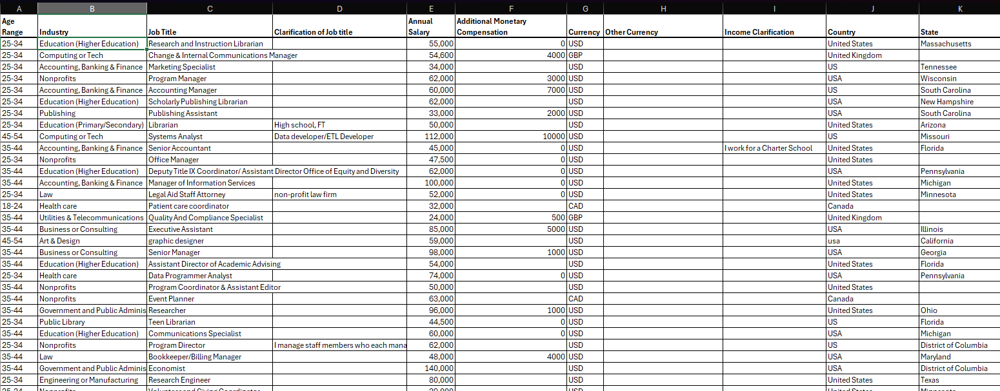 A B C D E F G H I J K
Age Annual Additional Monetary
Range Industry Job Title Clarification of Job title Salary Compensation Currency Other Currency Income Clarification Country State
25-34 Education (Higher Education) Research and Instruction Librarian 55,000 0 USD United States Massachusetts
25-34 Computing or Tech Change & Internal Communications Manager 54,600 4000 GBP United Kingdom
25-34 Accounting, Banking & Finance Marketing Specialist 34,000 USD US Tennessee
25-34 Nonprofits Program Manager 62,000 3000 USD USA Wisconsin
25-34 Accounting, Banking & Finance Accounting Manager 60,000 7000 USD US South Carolina
25-34 Education (Higher Education) Scholarly Publishing Librarian 62,000 USD USA New Hampshire
25-34 Publishing Publishing Assistant 33,000 2000 USD USA South Carolina
25-34 Education (Primary/Secondary) Librarian High school, FT 50,000 USD United States Arizona
45-54 Computing or Tech Systems Analyst Data developer/ETL Developer 112,000 10000 USD US Missouri
35-44 Accounting, Banking & Finance Senior Accountant 45,000 0 USD I work for a Charter School United States Florida
25-34 Nonprofits Office Manager 47,500 0 USD United States
35-44 Education (Higher Education) Deputy Title IX Coordinator/ Assistant Director Office of Equity and Diversity 62,000 0 USD USA Pennsylvania
35-44 Accounting, Banking & Finance Manager of Information Services 100,000 0 USD United States Michigan
25-34 Law Legal Aid Staff Attorney non-profit law firm 52,000 0 USD United States Minnesota
18-24 Health care Patient care coordinator 32,000 CAD Canada
35-44 Utilities & Telecommunications Quality And Compliance Specialist 24,000 500 GBP United Kingdom
35-44 Business or Consulting Executive Assistant 85,000 5000 USD USA Illinois
45-54 Art & Design graphic designer 59,000 USD usa California
35-44 Business or Consulting Senior Manager 98,000 1000 USD USA Georgia
35-44 Education (Higher Education) Assistant Director of Academic Advising 54,000 USD United States Florida
25-34 Health care Data Programmer Analyst 74,000 0 USD USA Pennsylvania
35-44 Nonprofits Program Coordinator & Assistant Editor 50,000 USD United States
35-44 Nonprofits Event Planner 63,000 CAD Canada
35-44 Government and Public Adminis Researcher 96,000 1000 USD United States Ohio
25-34 Public Library Teen Librarian 44,500 0 USD US Florida
35-44 Education (Higher Education) Communications Specialist 60,000 0 USD USA Michigan
25-34 Nonprofits Program Director I manage staff members who each mana 62,000 USD US District of Columbia
35-44 Law Bookkeeper/Billing Manager 48,000 4000 USD USA Maryland
35-44 Government and Public Adminis Economist 140,000 USD USA District of Columbia
25-34 Engineering or Manufacturing Research Engineer 80,000 USD United States Texas